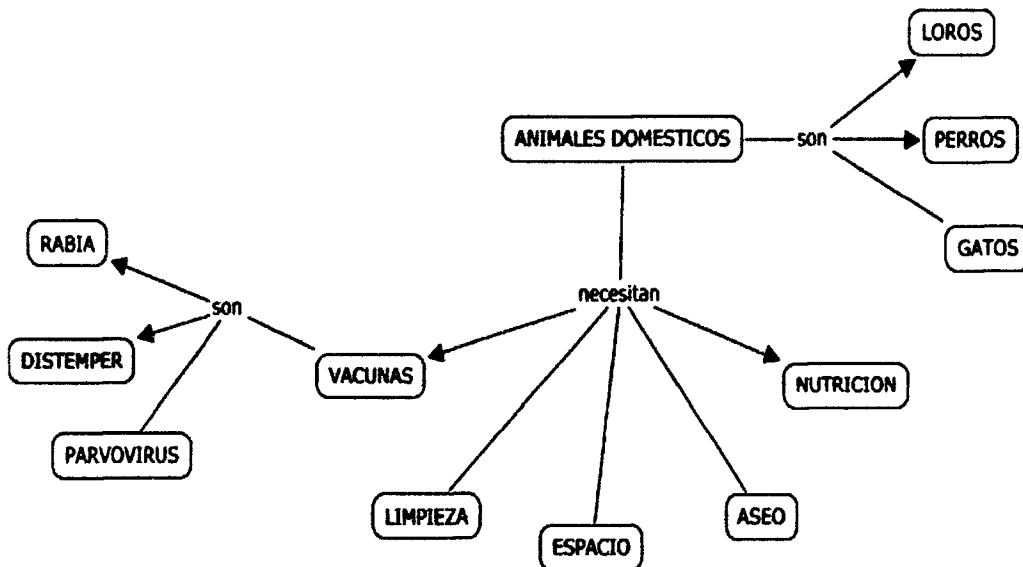 LOROS
ANIMALES DOMESTICOS
son
PERROS
RABIA
GATOS
son
necesitan
DISTEMPER
VACUNAS
NUTRICION
PARVOVIRUS
LIMPIEZA
ASEO
ESPACIO